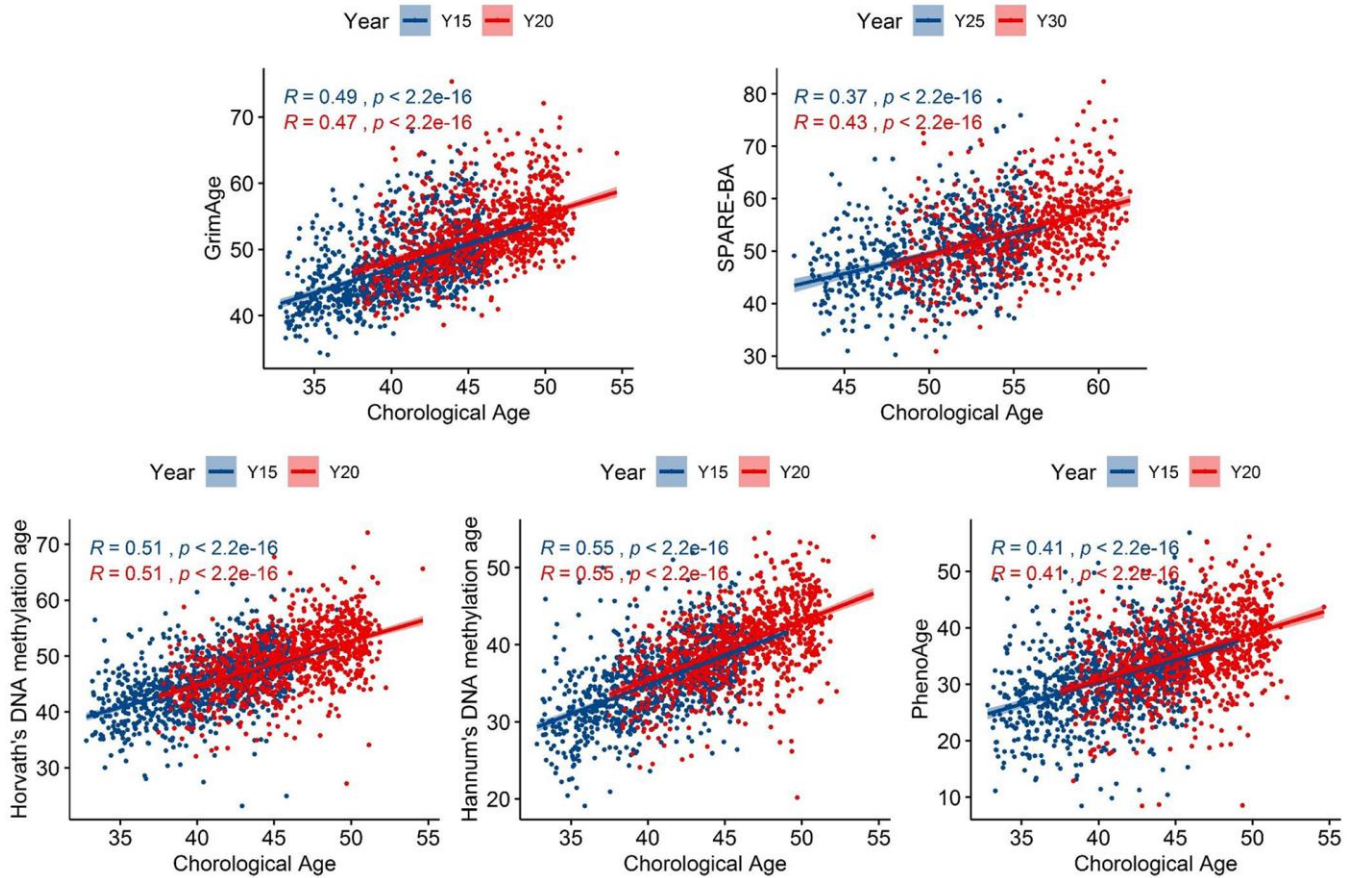 Year Y15 Y20
R = 0.49 , p < 2.2e-16
R = 0.47 , p < 2.2e-16
GrimAge
70
60
50
40
35 40 45 50 55
Chorological Age
Year Y25 Y30
R = 0.37 , p < 2.2e-16
R = 0.43 , p < 2.2e-16
SPARE-BA
80
70
60
50
40
30
45 50 55 60
Chorological Age
Year Y15 Y20
R = 0.51 , p < 2.2e-16
R = 0.51 , p < 2.2e-16
Horvath's DNA methylation age
70
60
50
40
30
35 40 45 50 55
Chorological Age
Year Y15 Y20
R = 0.55 , p < 2.2e-16
R = 0.55 , p < 2.2e-16
Hannum's DNA methylation age
50
40
30
20
35 40 45 50 55
Chorological Age
Year Y15 Y20
R = 0.41 , p < 2.2e-16
R = 0.41 , p < 2.2e-16
PhenoAge
50
40
30
20
10
35 40 45 50 55
Chorological Age